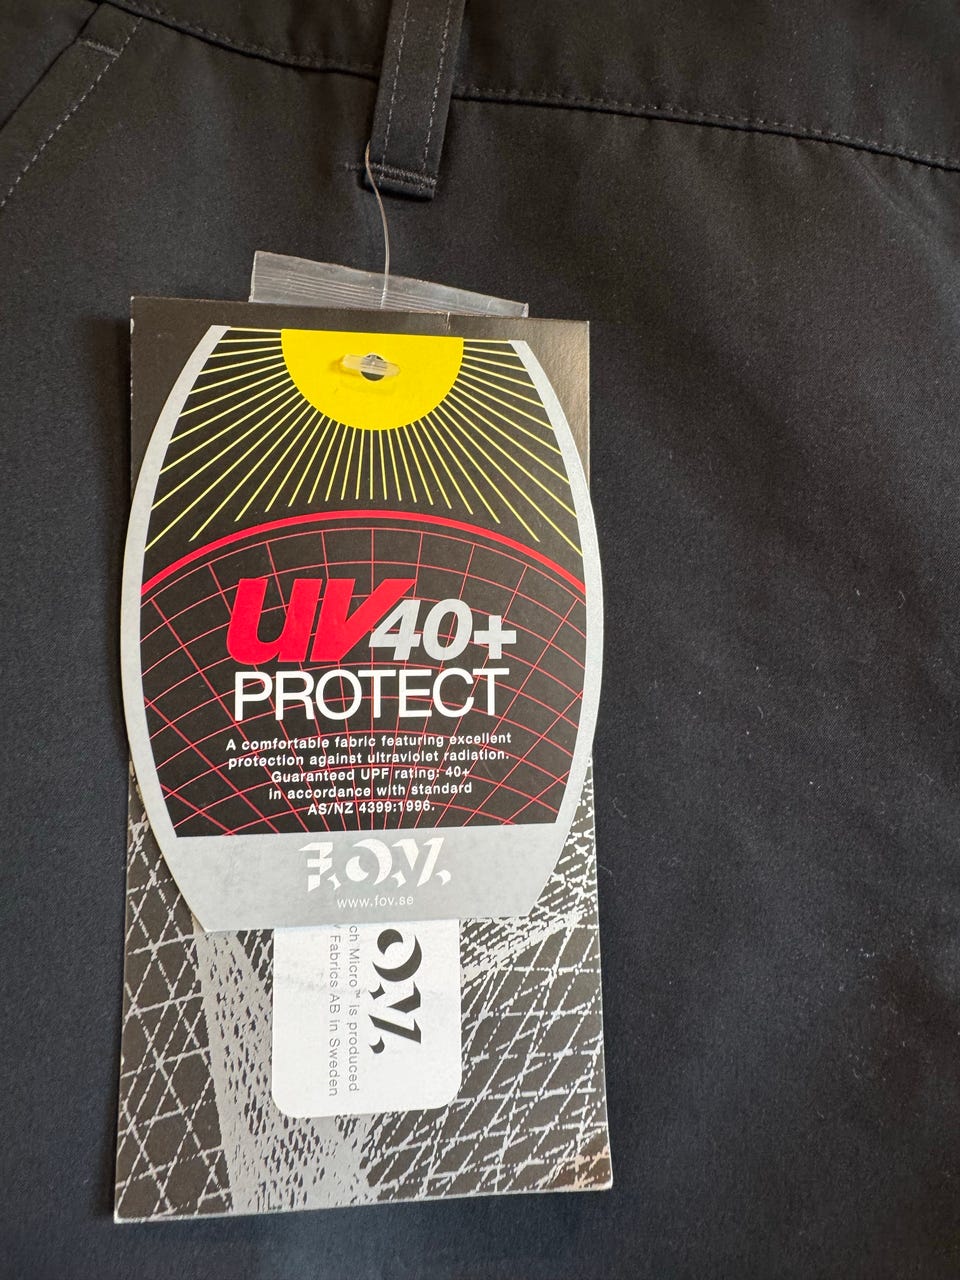 UV40+
PROTECT
A comfortable fabric featuring excellent
protection against ultraviolet radiation.
Guaranteed UPF rating: 40+
in accordance with standard
AS/NZ 4399:1996.
F.O.V.
www.fov.se
O.V.
ch Micro™ is produced
Fabrics AB in Sweden